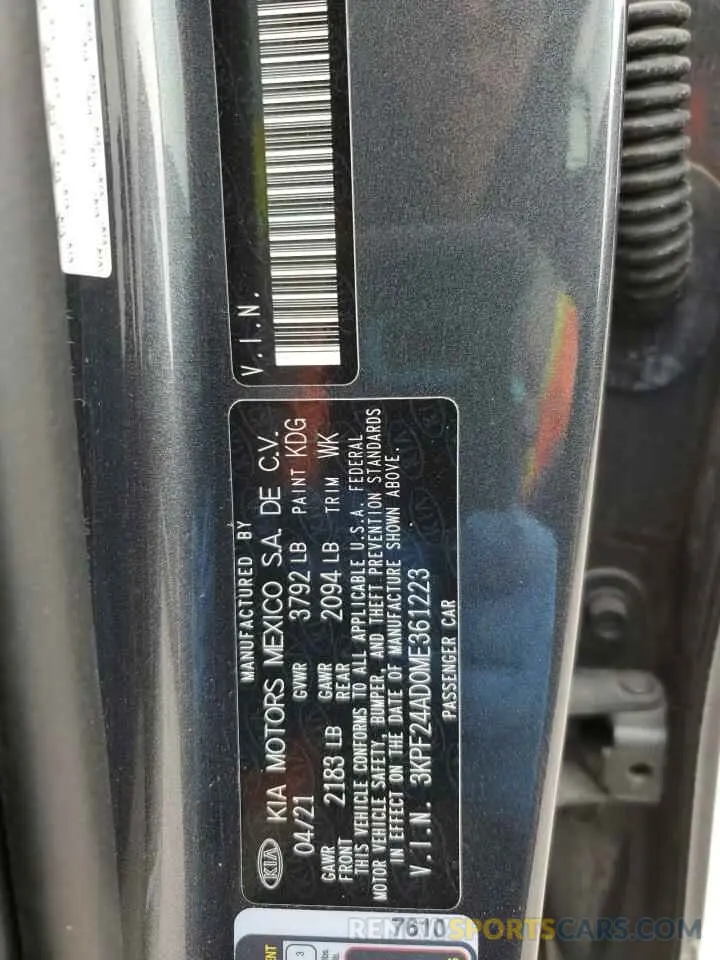 V.I.N.
MANUFACTURED BY
KIA KIA MOTORS MEXICO S.A. DE C.V.
04/21 GVWR 3792 LB PAINT KDG
GAWR FRONT 2183 LB GAWR REAR 2094 LB TRIM WK
THIS VEHICLE CONFORMS TO ALL APPLICABLE U.S.A. FEDERAL
MOTOR VEHICLE SAFETY, BUMPER, AND THEFT PREVENTION STANDARDS
IN EFFECT ON THE DATE OF MANUFACTURE SHOWN ABOVE.
V.I.N. 3KPF24AD0ME361223
PASSENGER CAR
7610
REPAIRABLESPORTSCARS.COM